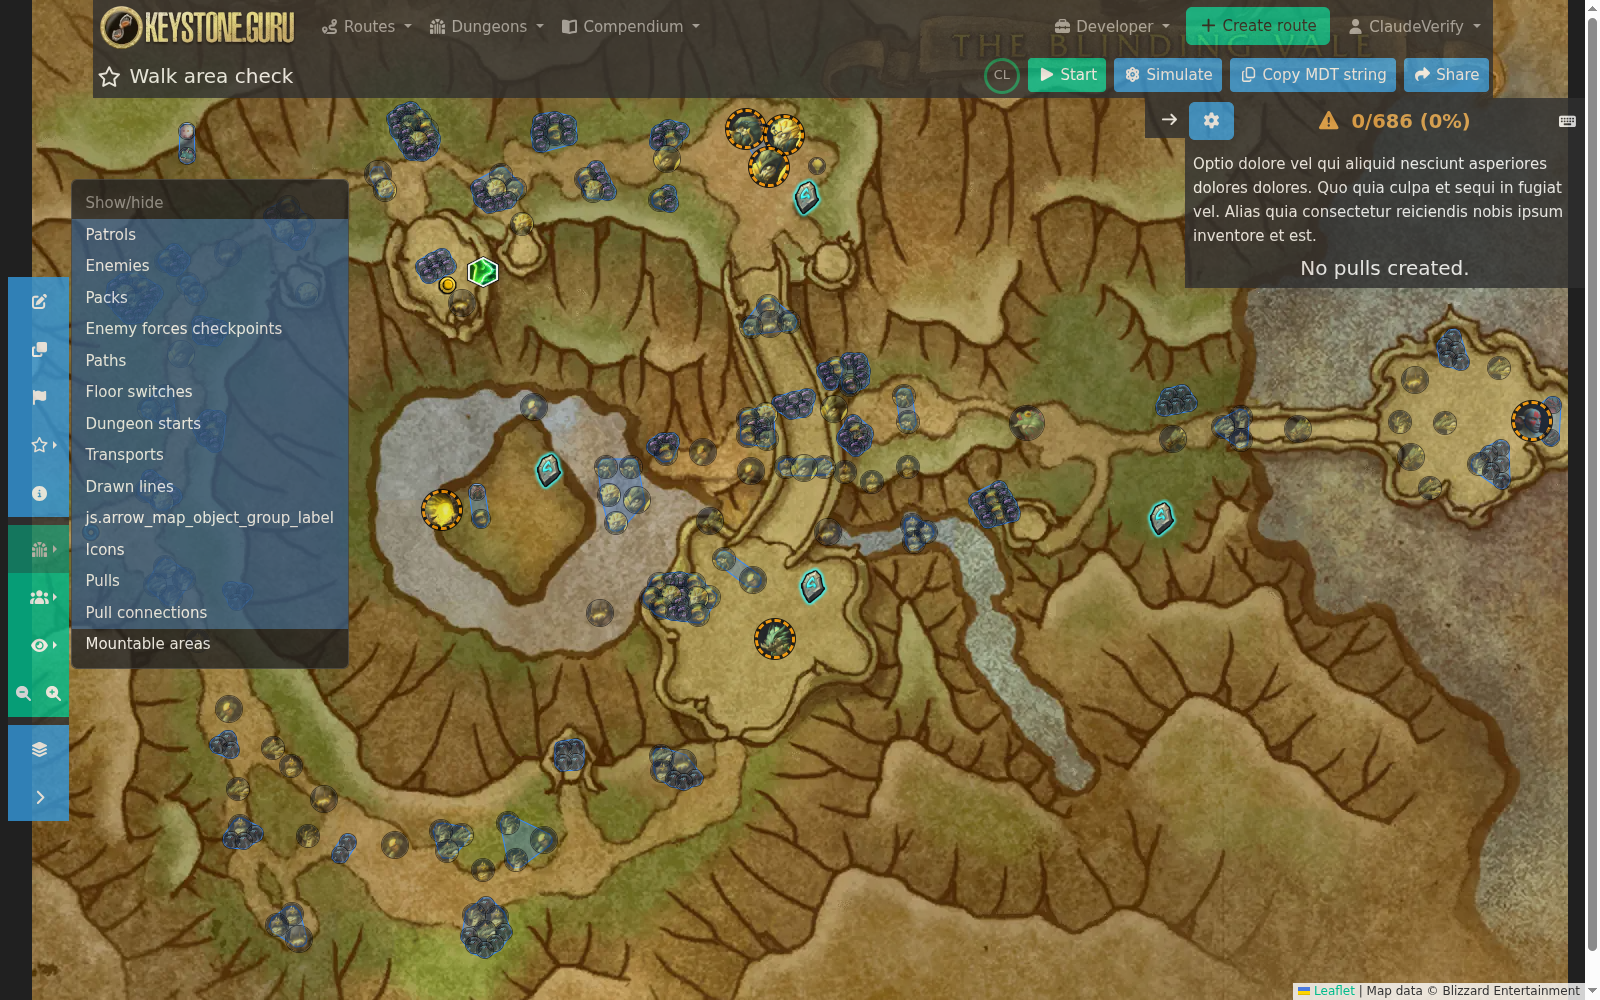 KEYSTONE.GURU
Routes
Dungeons
Compendium
Developer
Create route
ClaudeVerify
THE BLINDING VALE
Walk area check
CL
Start
Simulate
Copy MDT string
Share
0/686 (0%)
Optio dolore vel qui aliquid nesciunt asperiores
dolores dolores. Quo quia culpa et sequi in fugiat
vel. Alias quia consectetur reiciendis nobis ipsum
inventore et est.
No pulls created.
Show/hide
Patrols
Enemies
Packs
Enemy forces checkpoints
Paths
Floor switches
Dungeon starts
Transports
Drawn lines
js.arrow_map_object_group_label
Icons
Pulls
Pull connections
Mountable areas
Leaflet | Map data © Blizzard Entertainment